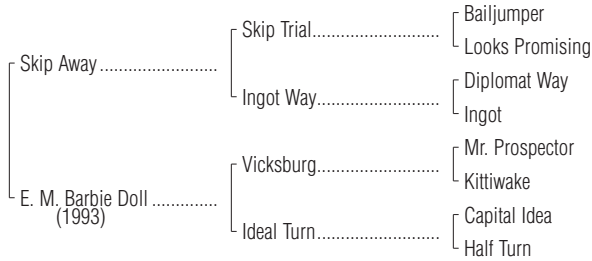 Bailjumper
Skip Trial
Looks Promising
Skip Away
Diplomat Way
Ingot Way
Ingot
Mr. Prospector
Vicksburg
Kittiwake
E. M. Barbie Doll
(1993)
Capital Idea
Ideal Turn
Half Turn